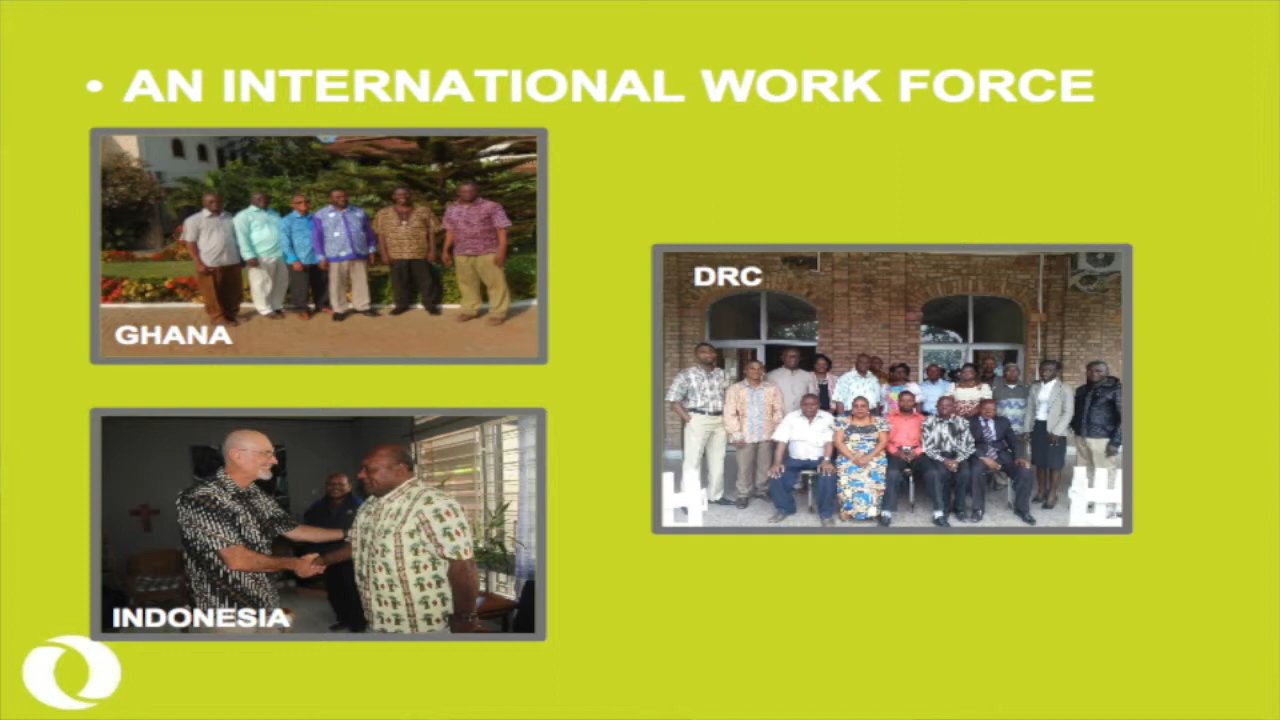 • AN INTERNATIONAL WORK FORCE
GHANA
DRC
INDONESIA